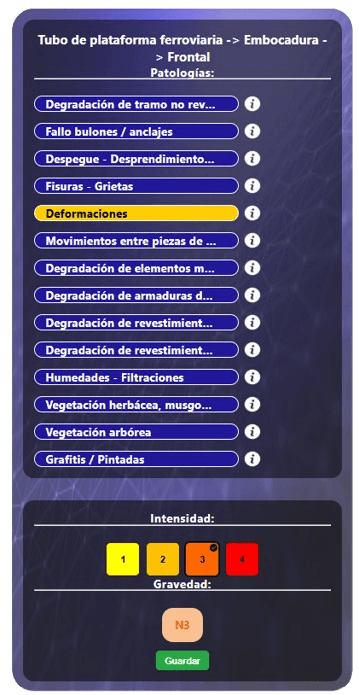 Tubo de plataforma ferroviaria -> Embocadura -
> Frontal
Patologías:
Degradación de tramo no rev...
Fallo bulones / anclajes
Despegue - Desprendimiento...
Fisuras - Grietas
Deformaciones
Movimientos entre piezas de ...
Degradación de elementos m...
Degradación de armaduras d...
Degradación de revestimient...
Degradación de revestimient...
Humedades - Filtraciones
Vegetación herbácea, musgo...
Vegetación arbórea
Grafitis / Pintadas
Intensidad:
1 2 3 4
Gravedad:
N3
Guardar